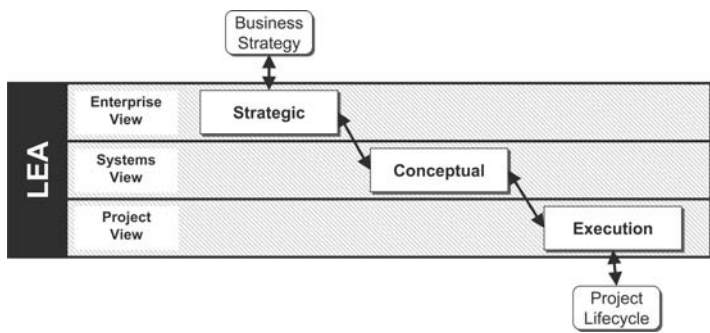 Business
Strategy
LEA
Enterprise
View
Strategic
Systems
View
Conceptual
Project
View
Execution
Project
Lifecycle